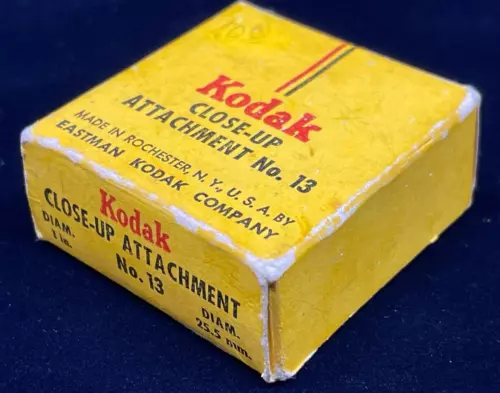 Kodak
CLOSE-UP
ATTACHMENT No. 13
MADE IN ROCHESTER, N. Y., U. S. A. BY
EASTMAN KODAK COMPANY
Kodak
CLOSE-UP ATTACHMENT
No. 13
DIAM.
1 in.
DIAM.
25.5 mm.